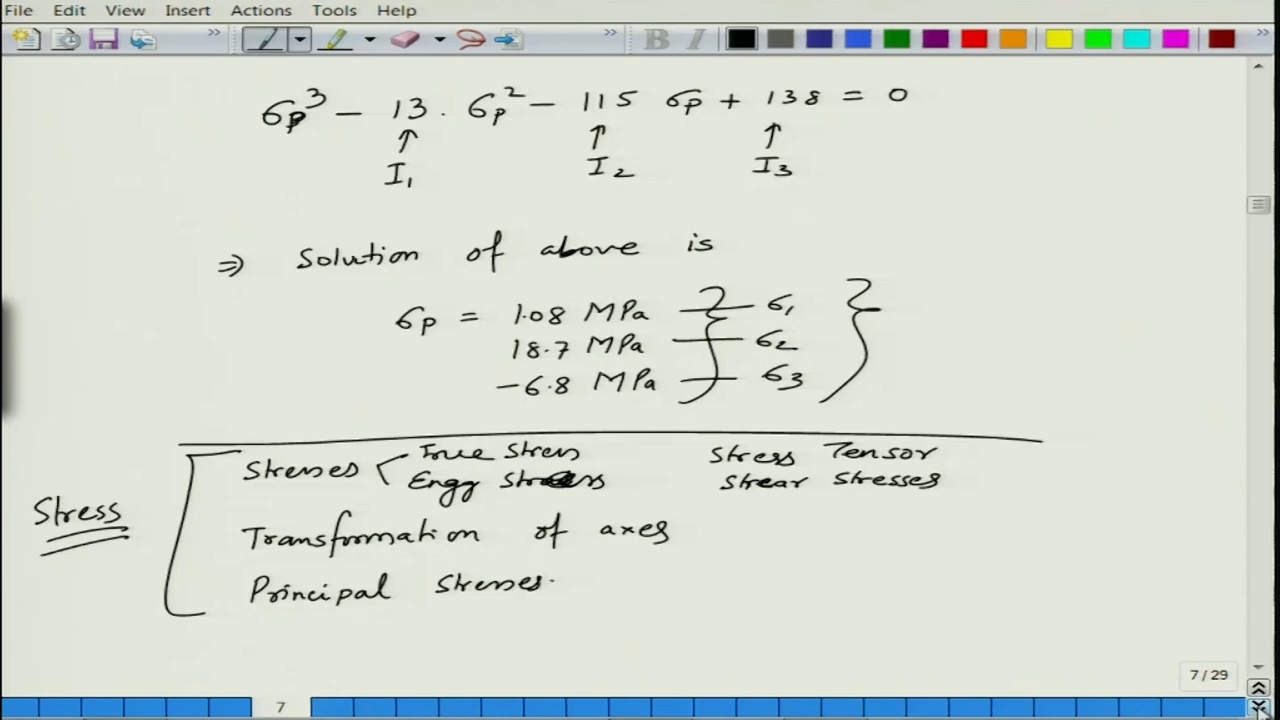 File Edit View Insert Actions Tools Help
B I
σp³ – 13 . σp² – 115 σp + 138 = 0
↑ ↑ ↑
I₁ I₂ I₃
⇒ Solution of above is
σp = 1.08 MPa — σ₁
18.7 MPa — σ₂
–6.8 MPa — σ₃
Stresses True Stress Stress Tensor
Engg Stress Strear Stresses
Stress
Transformation of axes
Principal Stresses.
7 / 29
7